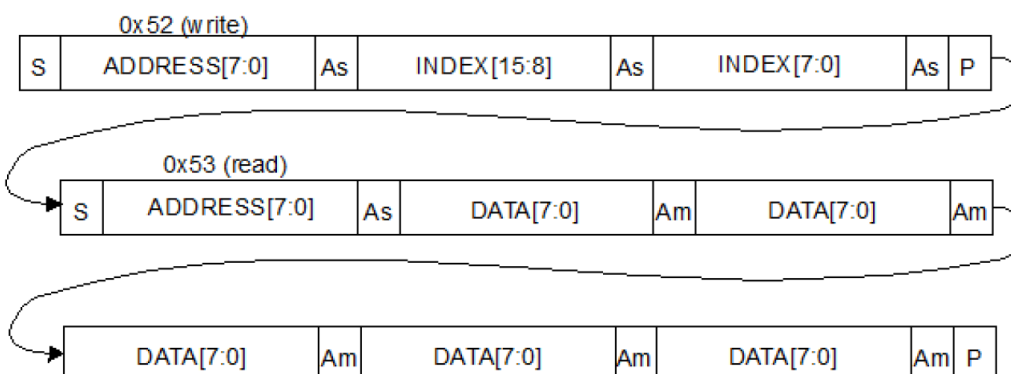 0x52 (write)
S ADDRESS[7:0] As INDEX[15:8] As INDEX[7:0] As P
0x53 (read)
S ADDRESS[7:0] As DATA[7:0] Am DATA[7:0] Am
DATA[7:0] Am DATA[7:0] Am DATA[7:0] Am P